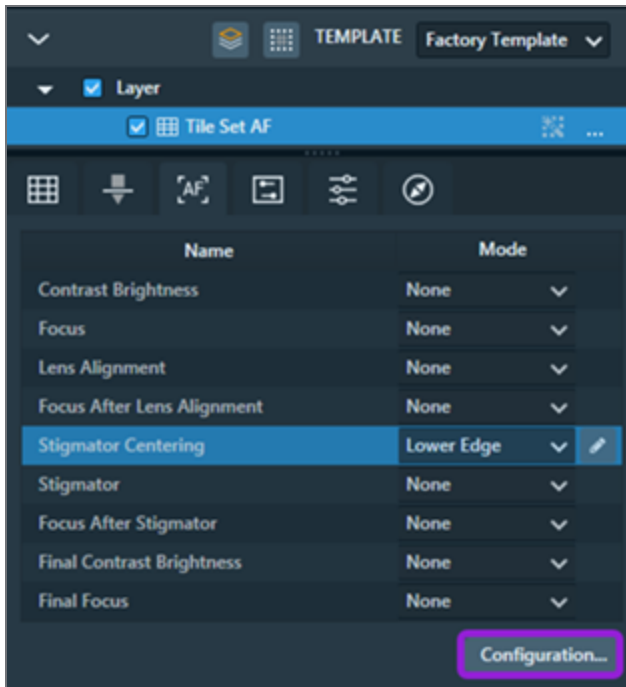 TEMPLATE Factory Template
Layer
Tile Set AF ...
AF
Name Mode
Contrast Brightness None
Focus None
Lens Alignment None
Focus After Lens Alignment None
Stigmator Centering Lower Edge
Stigmator None
Focus After Stigmator None
Final Contrast Brightness None
Final Focus None
Configuration...